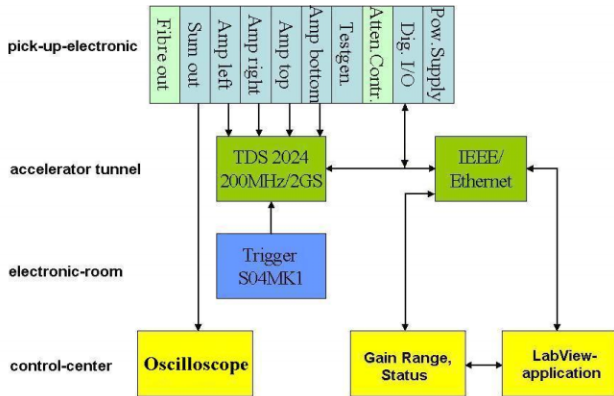 pick-up-electronic
Fibre out
Sum out
Amp left
Amp right
Amp top
Amp bottom
Testgen.
Atten.Contr.
Dig. I/O
Pow.Supply
accelerator tunnel
TDS 2024
200MHz/2GS
IEEE/
Ethernet
electronic-room
Trigger
S04MK1
control-center
Oscilloscope
Gain Range,
Status
LabView-
application